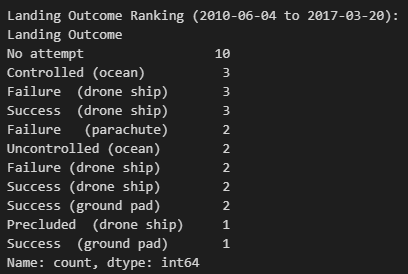 Landing Outcome Ranking (2010-06-04 to 2017-03-20):
Landing Outcome
No attempt                10
Controlled (ocean)         3
Failure  (drone ship)      3
Success  (drone ship)      3
Failure   (parachute)      2
Uncontrolled (ocean)       2
Failure (drone ship)       2
Success (drone ship)       2
Success (ground pad)       2
Precluded  (drone ship)    1
Success  (ground pad)      1
Name: count, dtype: int64